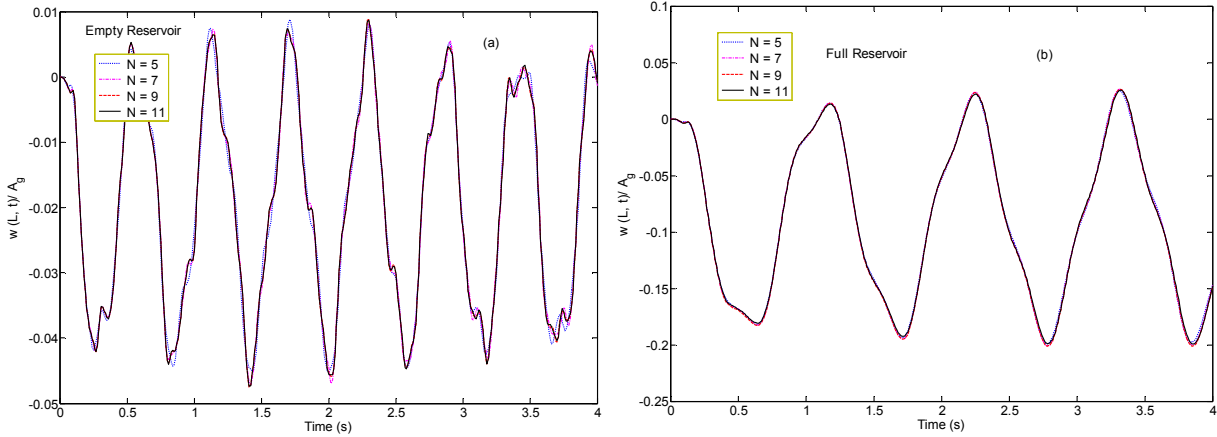 0.01
0
-0.01
-0.02
-0.03
-0.04
-0.05
w (L, t)/ Ag
Empty Reservoir
(a)
N = 5
N = 7
N = 9
N = 11
0 0.5 1 1.5 2 2.5 3 3.5 4
Time (s)
0.1
0.05
0
-0.05
-0.1
-0.15
-0.2
-0.25
w (L, t)/ Ag
Full Reservoir
(b)
N = 5
N = 7
N = 9
N = 11
0 0.5 1 1.5 2 2.5 3 3.5 4
Time (s)